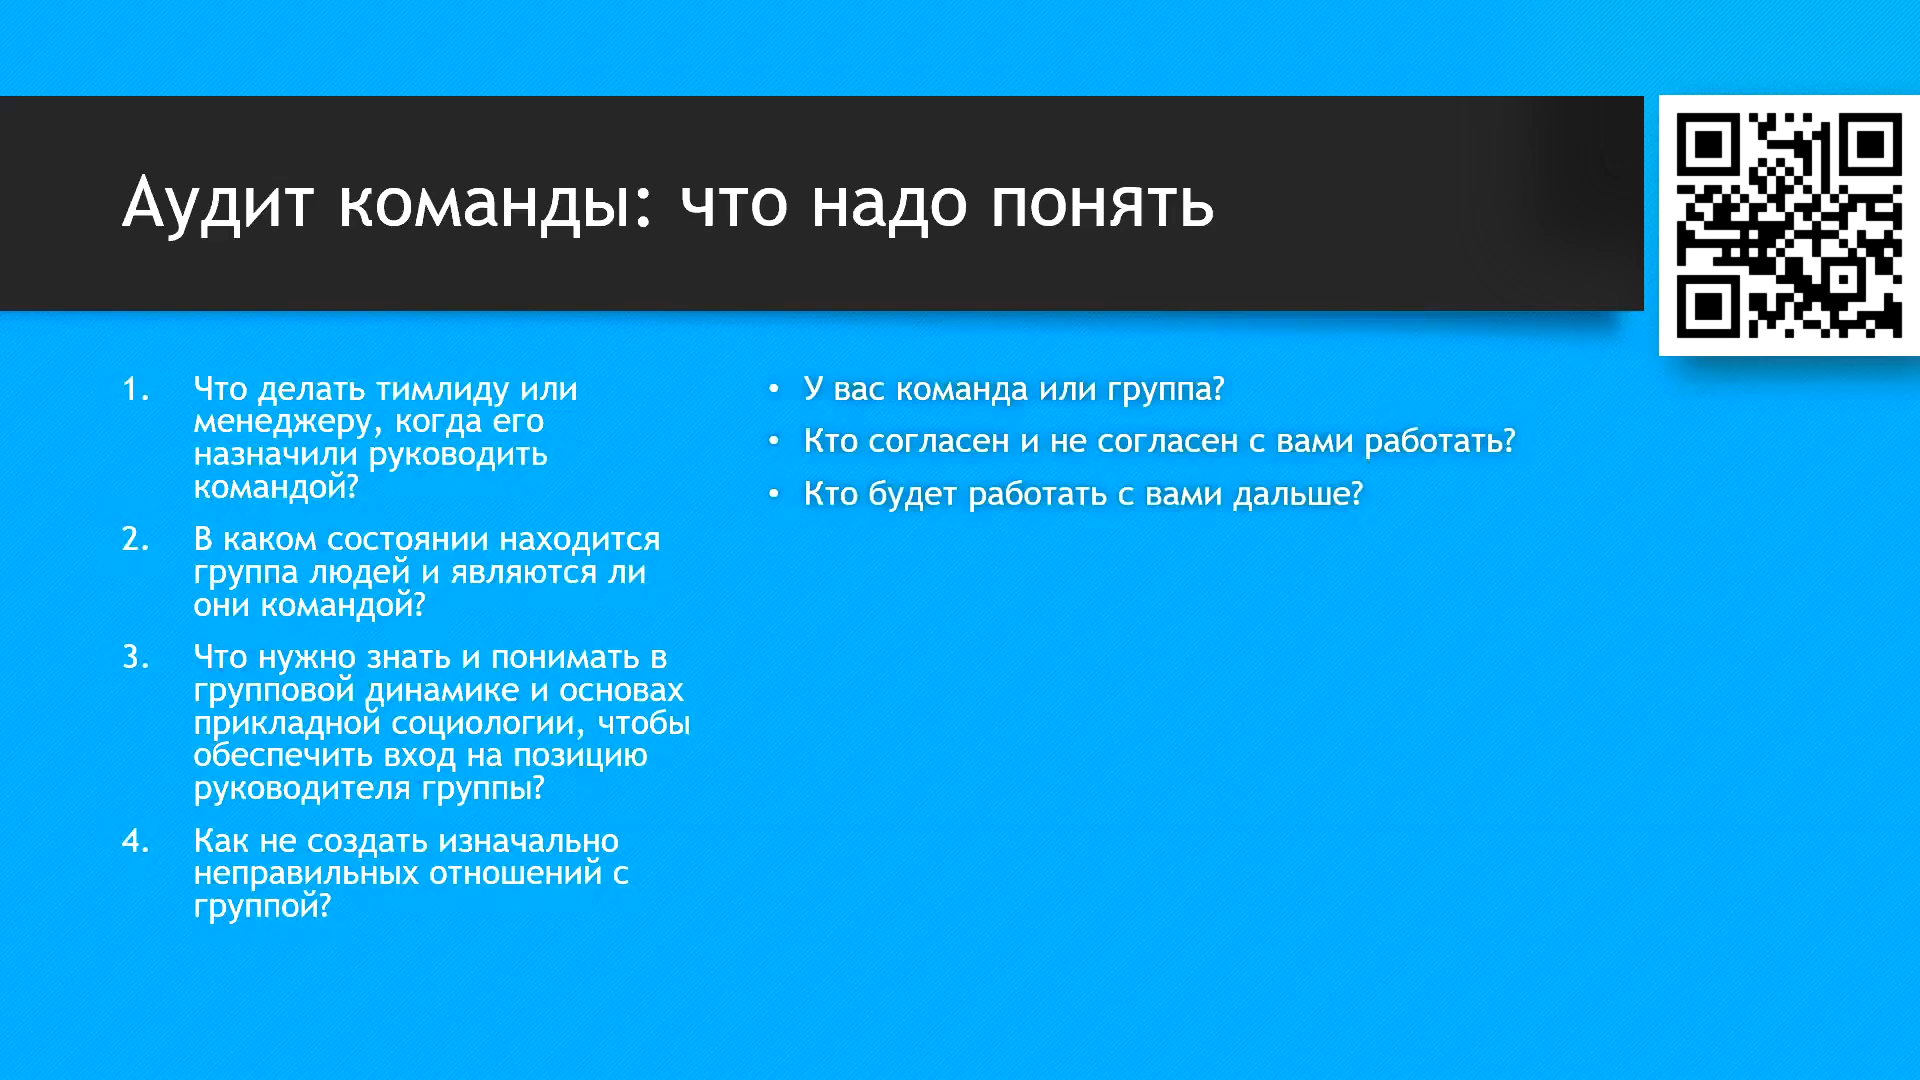 Аудит команды: что надо понять
1. Что делать тимлиду или
менеджеру, когда его
назначили руководить
командой?
2. В каком состоянии находится
группа людей и являются ли
они командой?
3. Что нужно знать и понимать в
групповой динамике и основах
прикладной социологии, чтобы
обеспечить вход на позицию
руководителя группы?
4. Как не создать изначально
неправильных отношений с
группой?
• У вас команда или группа?
• Кто согласен и не согласен с вами работать?
• Кто будет работать с вами дальше?